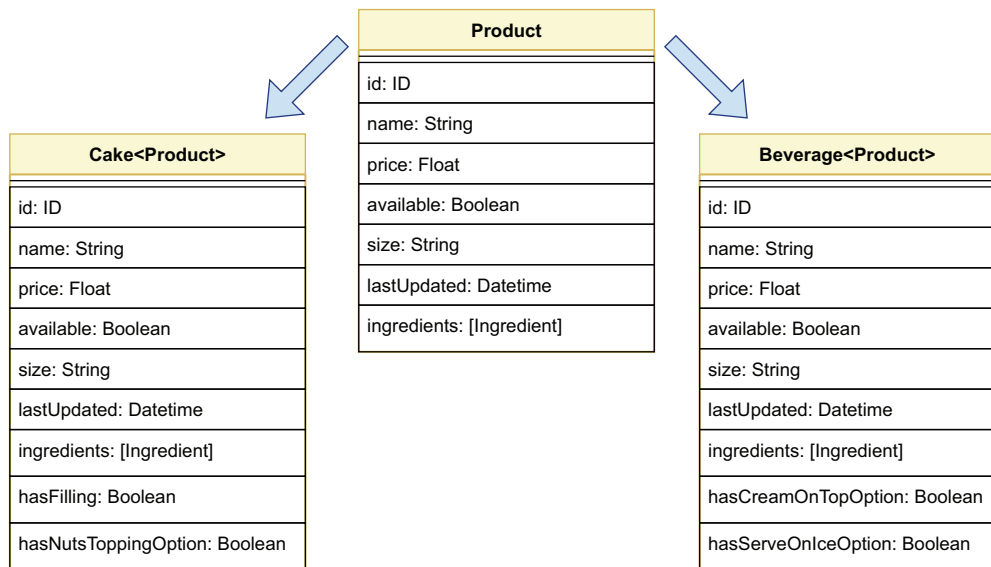 Product
id: ID
name: String
price: Float
available: Boolean
size: String
lastUpdated: Datetime
ingredients: [Ingredient]
Cake<Product>
id: ID
name: String
price: Float
available: Boolean
size: String
lastUpdated: Datetime
ingredients: [Ingredient]
hasFilling: Boolean
hasNutsToppingOption: Boolean
Beverage<Product>
id: ID
name: String
price: Float
available: Boolean
size: String
lastUpdated: Datetime
ingredients: [Ingredient]
hasCreamOnTopOption: Boolean
hasServeOnIceOption: Boolean